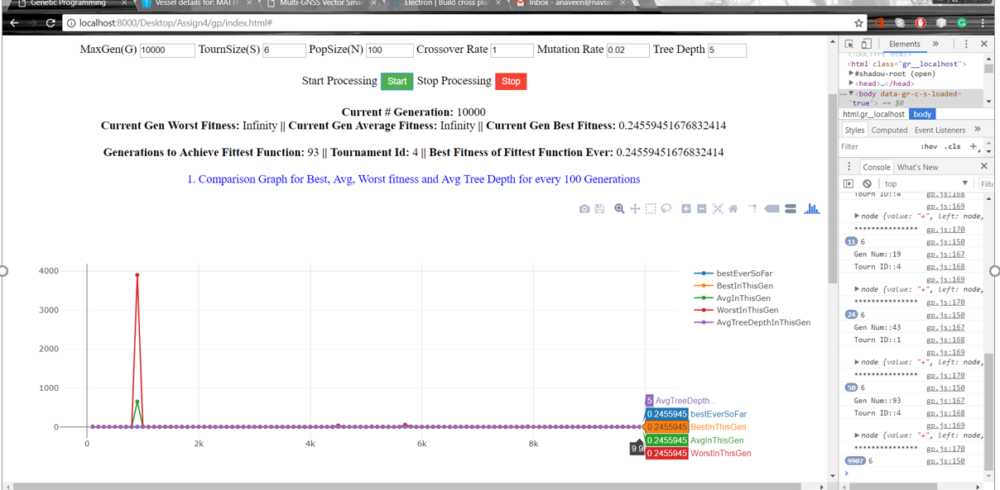 Genetic Programming
Vessel details for: MATT
Multi-GNSS Vector Smar
Electron | Build cross plat
Inbox - anaveen@navsin
localhost:8000/Desktop/Assign4/gp/index.html#
MaxGen(G) 10000 TournSize(S) 6 PopSize(N) 100 Crossover Rate 1 Mutation Rate 0.02 Tree Depth 5
Start Processing Start Stop Processing Stop
Current # Generation: 10000
Current Gen Worst Fitness: Infinity || Current Gen Average Fitness: Infinity || Current Gen Best Fitness: 0.24559451676832414
Generations to Achieve Fittest Function: 93 || Tournament Id: 4 || Best Fitness of Fittest Function Ever: 0.24559451676832414
1. Comparison Graph for Best, Avg, Worst fitness and Avg Tree Depth for every 100 Generations
4000
3000
2000
1000
0
0 2k 4k 6k 8k
9.9
bestEverSoFar
BestInThisGen
AvgInThisGen
WorstInThisGen
AvgTreeDepthInThisGen
5 AvgTreeDepth...
0.2455945 bestEverSoFar
0.2455945 BestInThisGen
0.2455945 AvgInThisGen
0.2455945 WorstInThisGen
Elements »
<!DOCTYPE html>
<html class="gr__localhost">
#shadow-root (open)
<head>…</head>
<body data-gr-c-s-loaded=
"true"> == $0
html.gr__localhost body
Styles Computed Event Listeners »
Filter :hov .cls +
Console What's New
top Filte
Tourn ID::4 gp.js:168
gp.js:169
node {value: "+", left: node,
*************** gp.js:170
11 6 gp.js:150
Gen Num::19 gp.js:167
Tourn ID::4 gp.js:168
gp.js:169
node {value: "+", left: node,
*************** gp.js:170
24 6 gp.js:150
Gen Num::43 gp.js:167
Tourn ID::1 gp.js:168
gp.js:169
node {value: "+", left: node,
*************** gp.js:170
50 6 gp.js:150
Gen Num::93 gp.js:167
Tourn ID::4 gp.js:168
gp.js:169
node {value: "+", left: node,
*************** gp.js:170
9907 6 gp.js:150